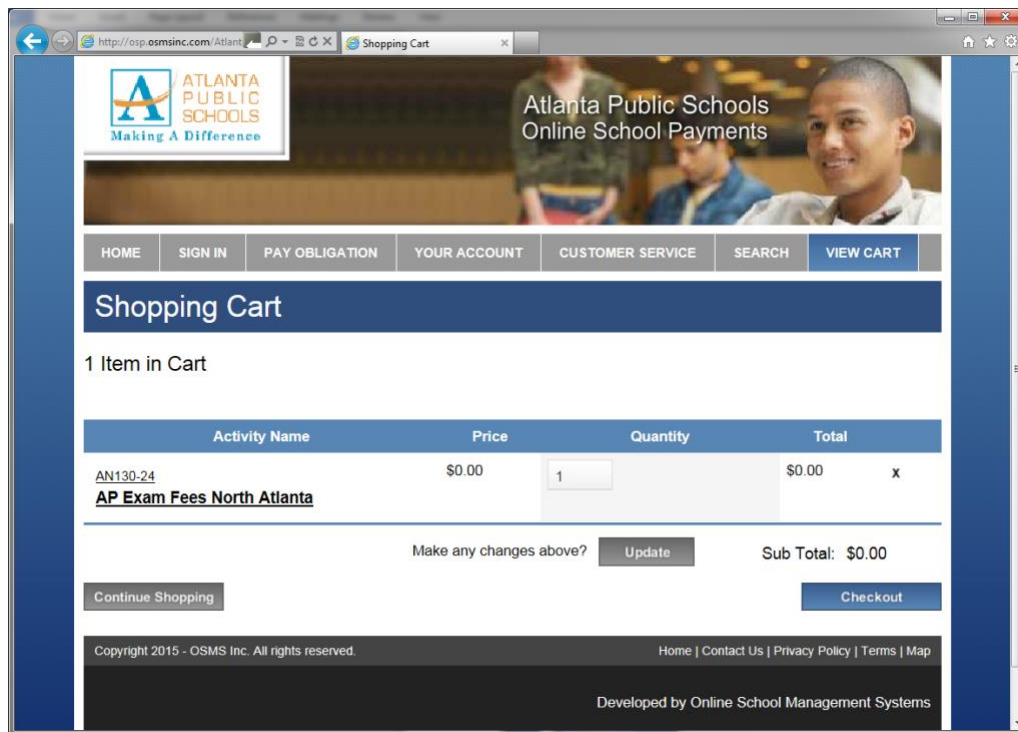 http://osp.osmsinc.com/Atlant
Shopping Cart
ATLANTA
PUBLIC
SCHOOLS
Making A Difference
Atlanta Public Schools
Online School Payments
HOME SIGN IN PAY OBLIGATION YOUR ACCOUNT CUSTOMER SERVICE SEARCH VIEW CART
Shopping Cart
1 Item in Cart
Activity Name Price Quantity Total
AN130-24 $0.00 1 $0.00 x
AP Exam Fees North Atlanta
Make any changes above? Update Sub Total: $0.00
Continue Shopping Checkout
Copyright 2015 - OSMS Inc. All rights reserved. Home | Contact Us | Privacy Policy | Terms | Map
Developed by Online School Management Systems